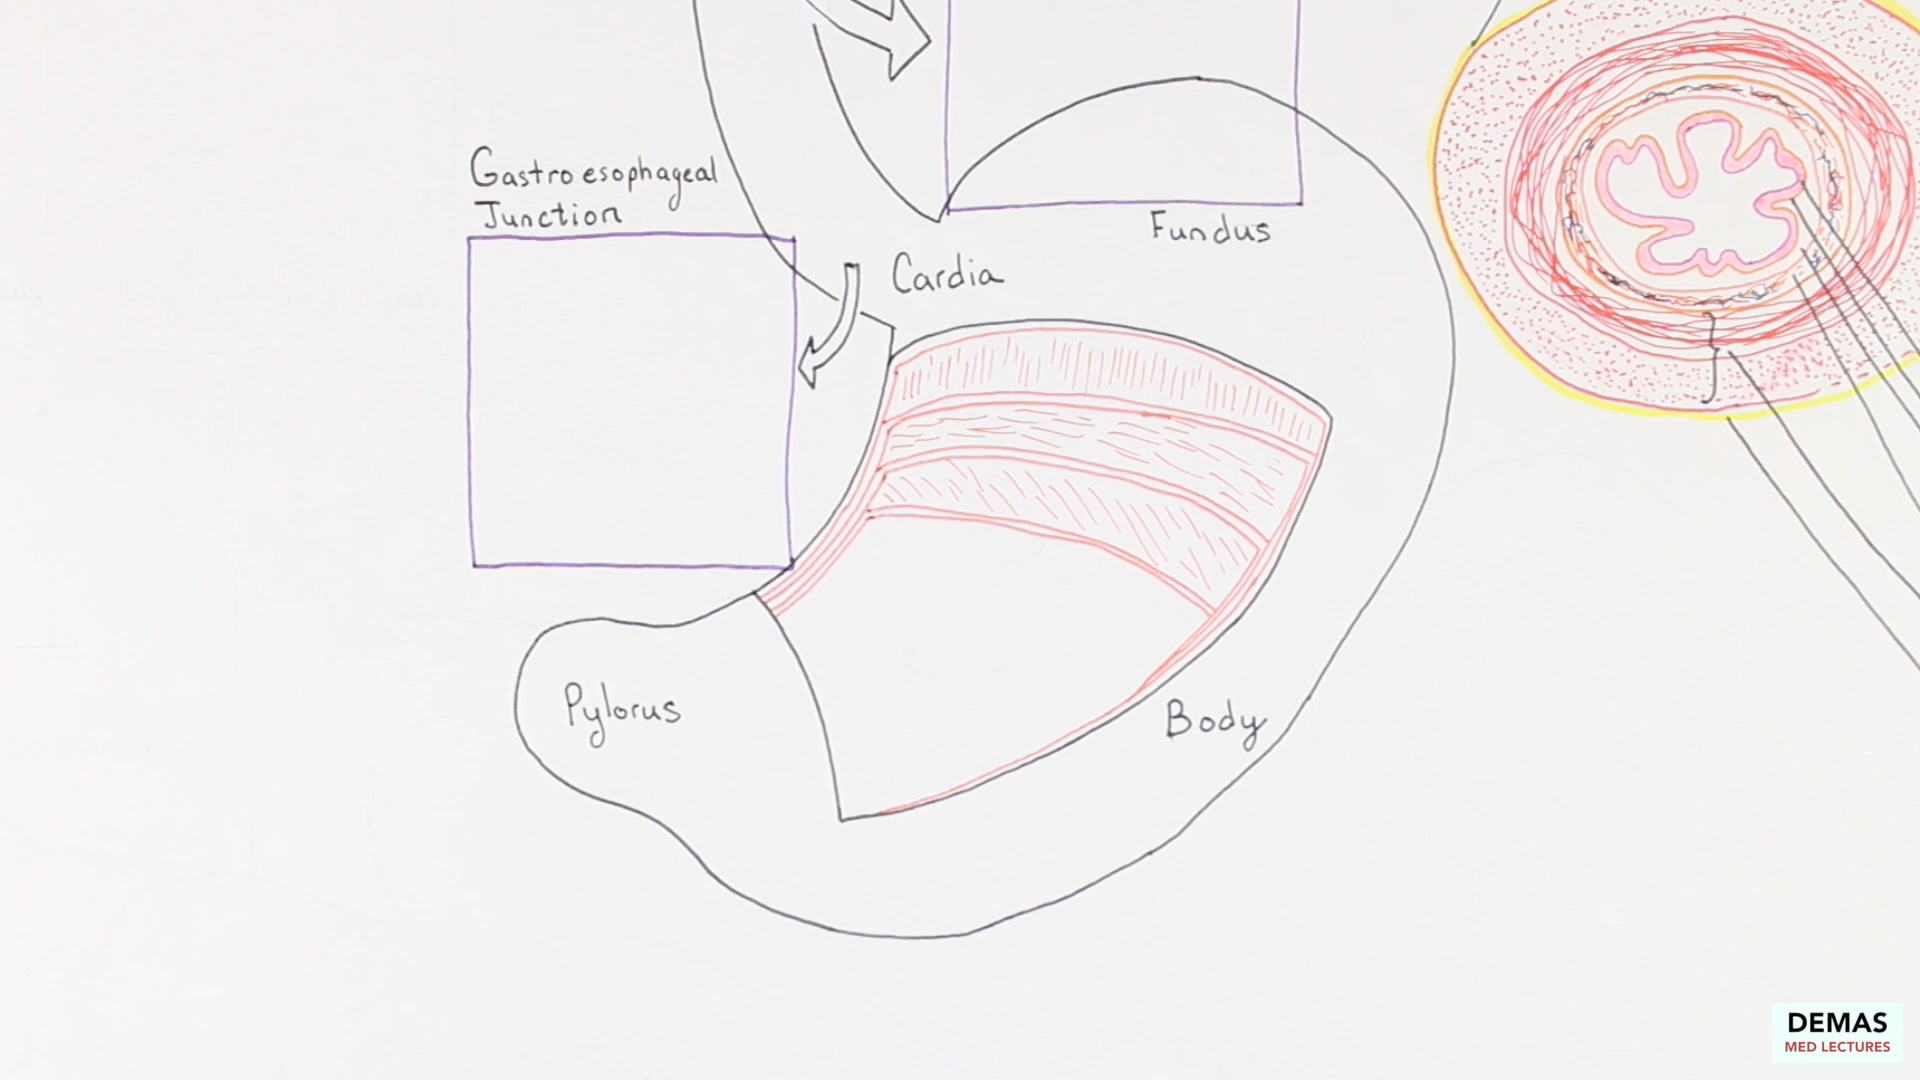 Gastroesophageal
Junction
Fundus
Cardia
Pylorus
Body
DEMAS
MED LECTURES